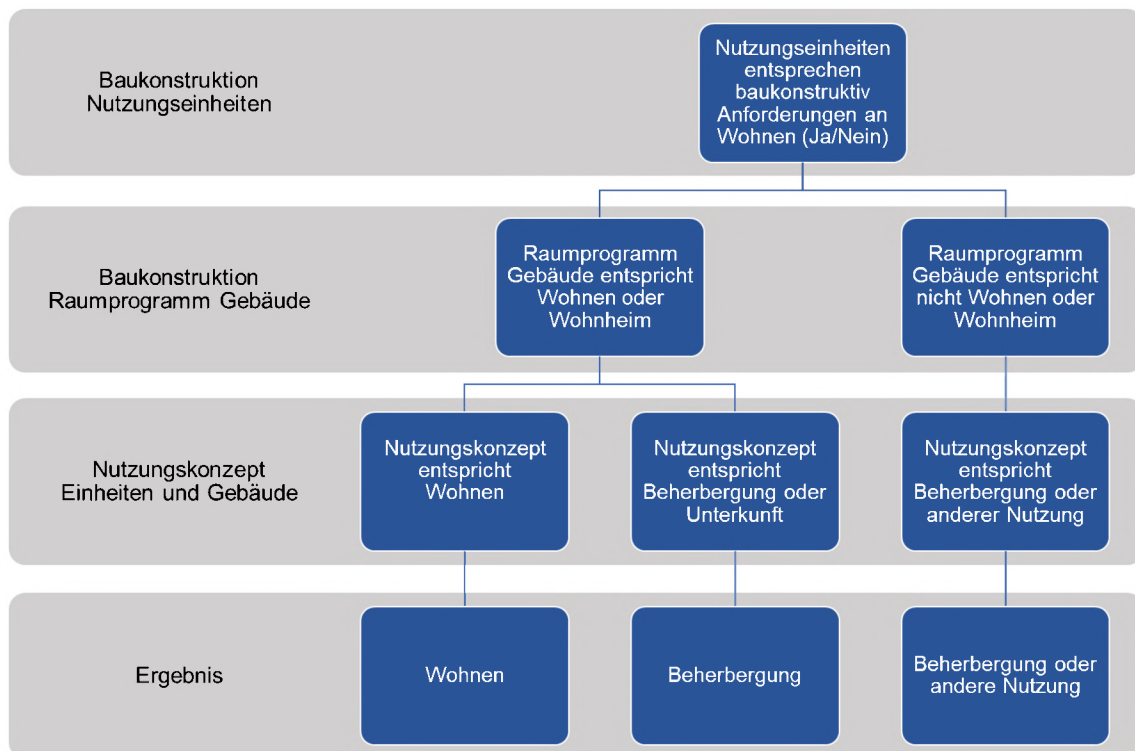 Baukonstruktion
Nutzungseinheiten
Nutzungseinheiten
entsprechen
baukonstruktiv
Anforderungen an
Wohnen (Ja/Nein)
Baukonstruktion
Raumprogramm Gebäude
Raumprogramm
Gebäude entspricht
Wohnen oder
Wohnheim
Raumprogramm
Gebäude entspricht
nicht Wohnen oder
Wohnheim
Nutzungskonzept
Einheiten und Gebäude
Nutzungskonzept
entspricht
Wohnen
Nutzungskonzept
entspricht
Beherbergung oder
Unterkunft
Nutzungskonzept
entspricht
Beherbergung oder
anderer Nutzung
Ergebnis
Wohnen
Beherbergung
Beherbergung oder
andere Nutzung